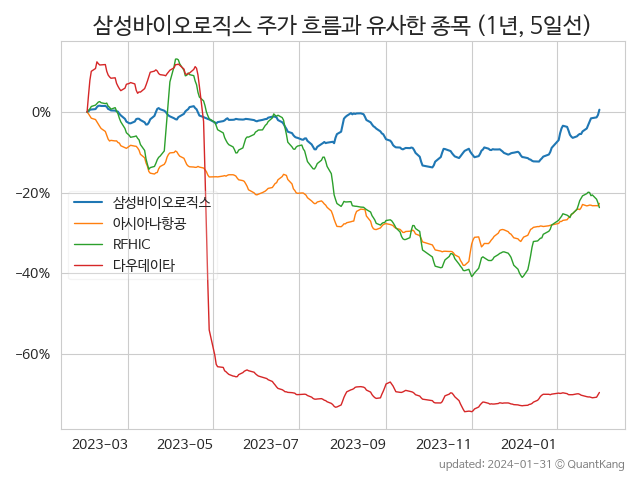 삼성바이오로직스 주가 흐름과 유사한 종목 (1년, 5일선)
0%
−20%
−40%
−60%
삼성바이오로직스
아시아나항공
RFHIC
다우데이타
2023-03 2023-05 2023-07 2023-09 2023-11 2024-01
updated: 2024-01-31 © QuantKang